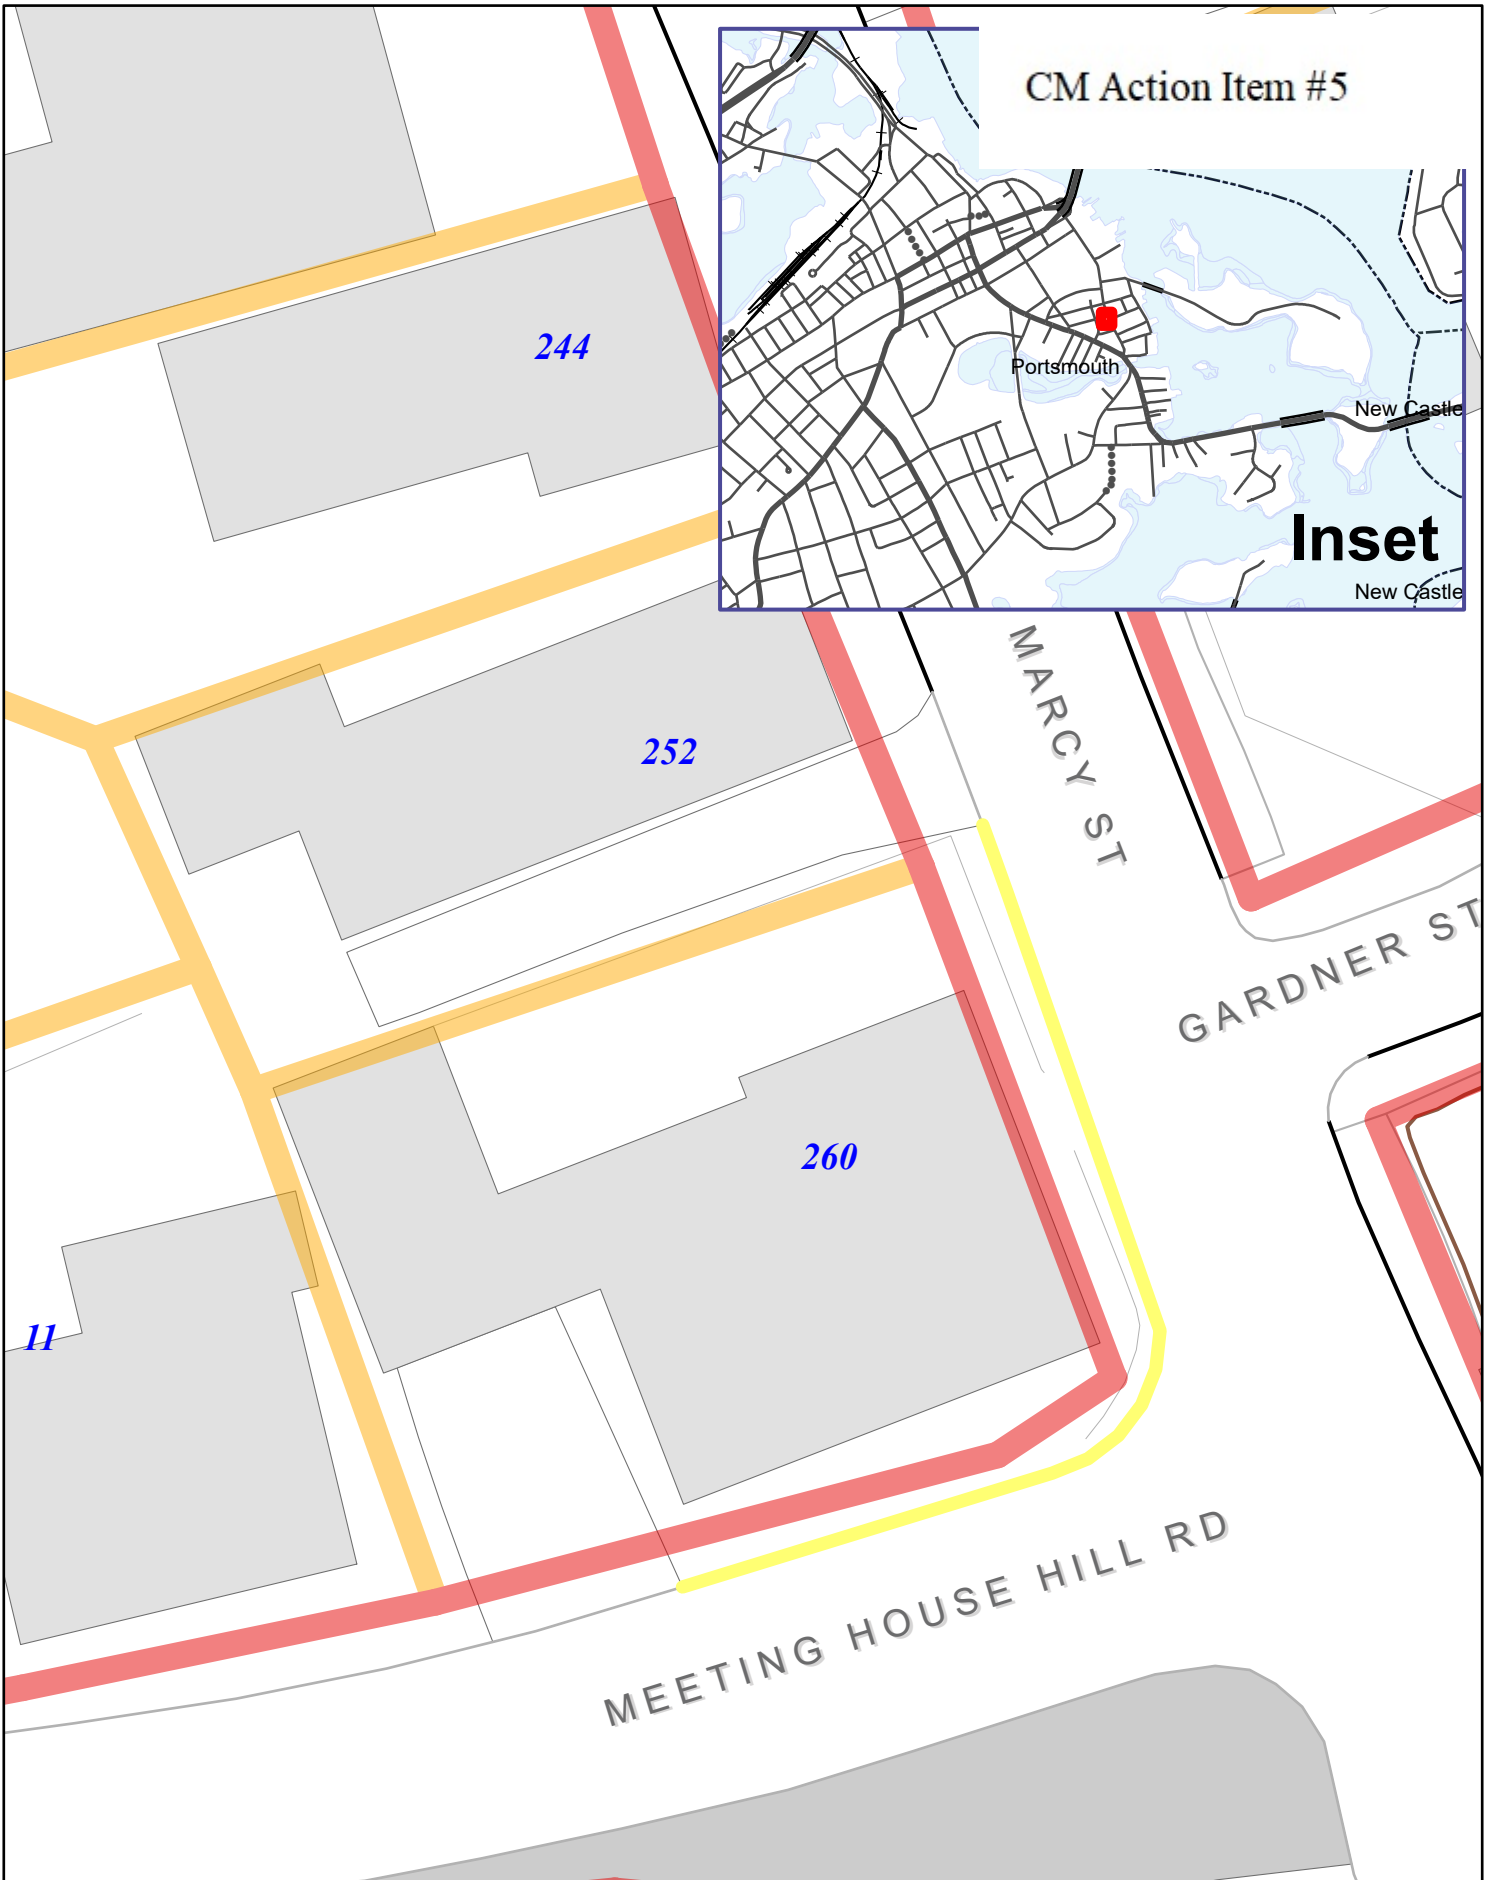 CM Action Item #5
244
Portsmouth
New Castle
Inset
New Castle
MARCY ST
252
GARDNER ST
260
11
MEETING HOUSE HILL RD